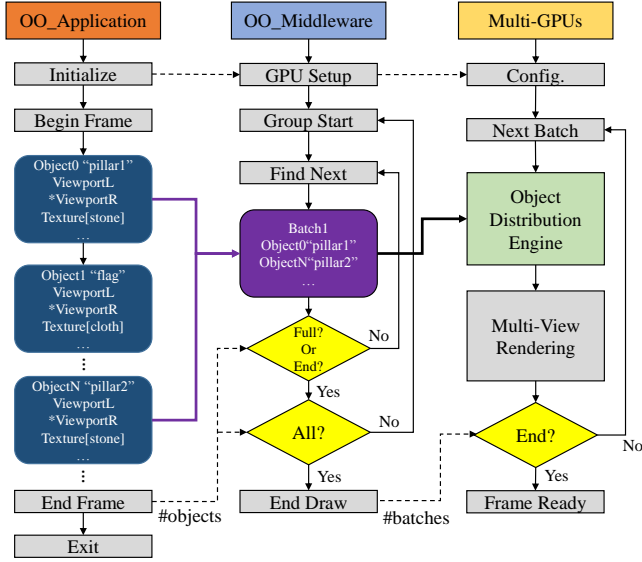 OO_Application
Initialize
Begin Frame
Object0 “pillar1”
ViewportL
*ViewportR
Texture[stone]
…
Object1 “flag”
ViewportL
*ViewportR
Texture[cloth]
…
ObjectN “pillar2”
ViewportL
*ViewportR
Texture[stone]
…
End Frame
Exit
#objects
OO_Middleware
GPU Setup
Group Start
Find Next
Batch1
Object0“pillar1”
ObjectN“pillar2”
…
Full?
Or
End?
No
Yes
All?
No
Yes
End Draw
#batches
Multi-GPUs
Config.
Next Batch
Object
Distribution
Engine
Multi-View
Rendering
End?
No
Yes
Frame Ready